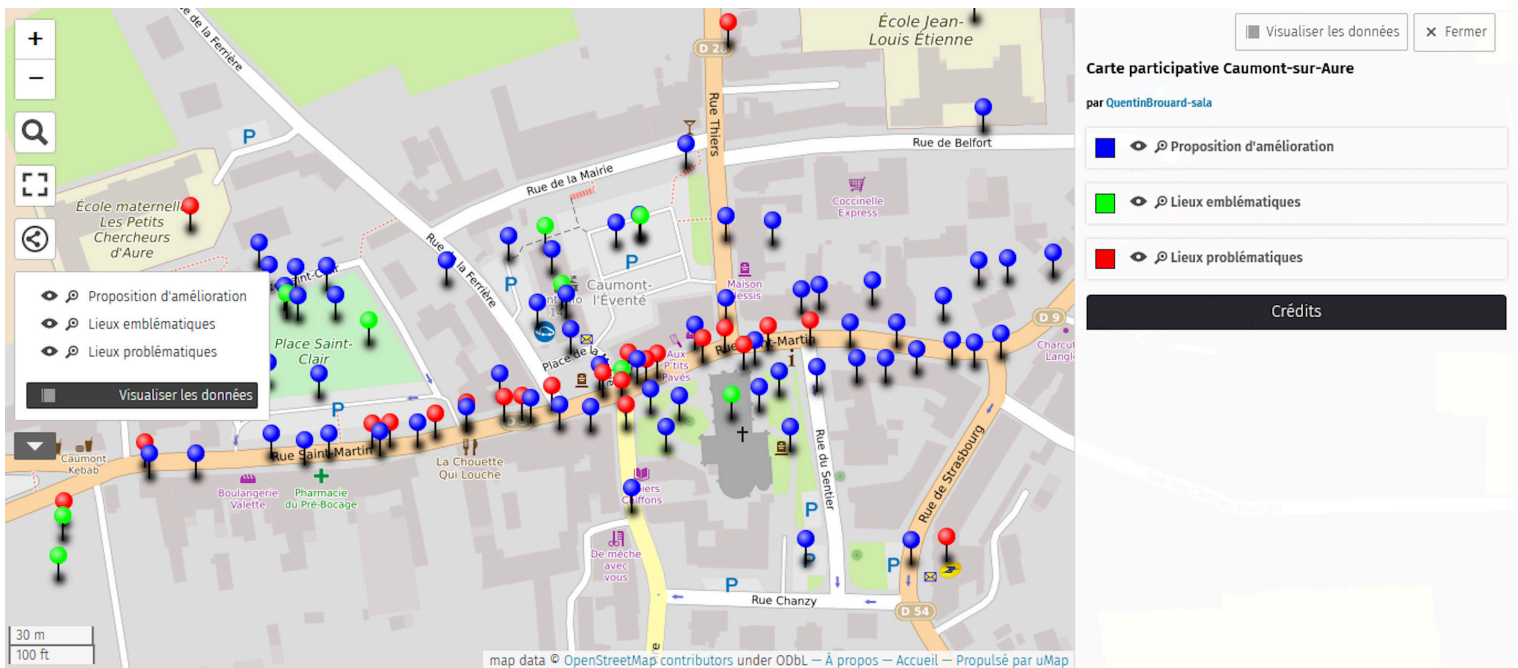 +
−
de la Ferrière
D 28
Rue Thiers
École Jean-
Louis Étienne
P
Rue de Belfort
Rue de la Mairie
Coccinelle
Express
École maternelle
Les Petits
Chercheurs
d'Aure
P
P
Caumont-
l'Éventé
Maison
D 9
Place Saint-
Clair
Place de la
Aux
P'tits
Pavés
P
Rue Saint-Martin
Caumont
Kebab
Boulangerie
Valette
Pharmacie
du Pré-Bocage
La Chouette
Qui Louche
Rue du Sentier
Rue de Strasbourg
De mèche
avec
vous
P
P
P
P
Rue Chanzy
D 54
Proposition d'amélioration
Lieux emblématiques
Lieux problématiques
Visualiser les données
30 m
100 ft
map data © OpenStreetMap contributors under ODbL — À propos — Accueil — Propulsé par uMap
Visualiser les données
× Fermer
Carte participative Caumont-sur-Aure
par QuentinBrouard-sala
Proposition d'amélioration
Lieux emblématiques
Lieux problématiques
Crédits